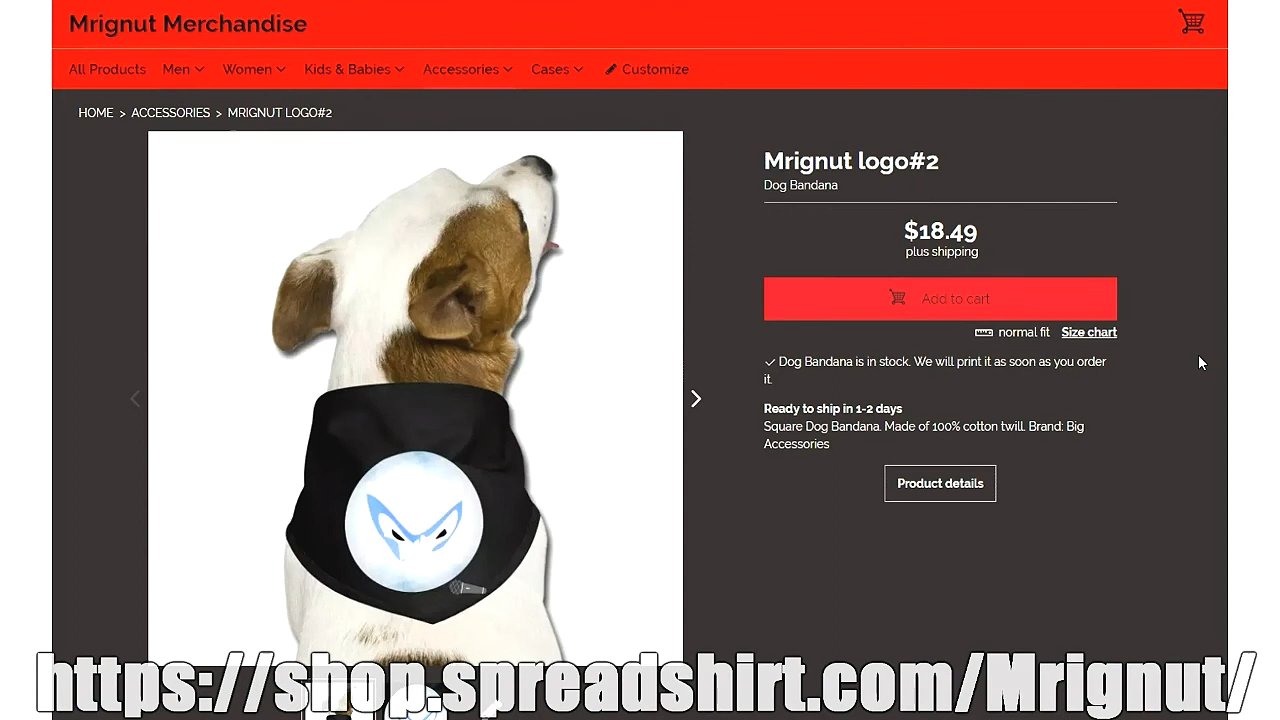 Mrignut Merchandise
All Products Men Women Kids & Babies Accessories Cases Customize
HOME > ACCESSORIES > MRIGNUT LOGO#2
Mrignut logo#2
Dog Bandana
$18.49
plus shipping
Add to cart
normal fit Size chart
Dog Bandana is in stock. We will print it as soon as you order
it.
Ready to ship in 1-2 days
Square Dog Bandana. Made of 100% cotton twill. Brand: Big
Accessories
Product details
https://shop.spreadshirt.com/Mrignut/